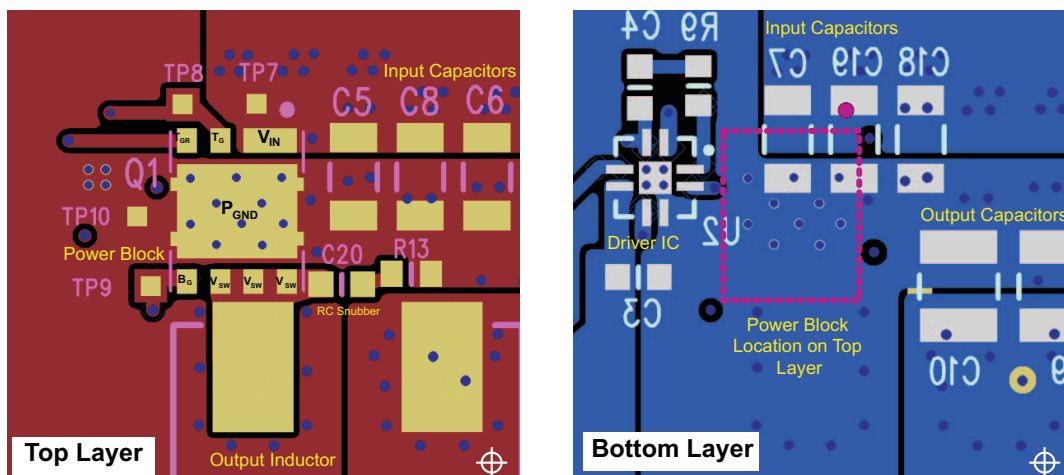 TP8
TP7
Input Capacitors
C5
C8
C6
TGR
TG
VIN
Q1
PGND
TP10
Power Block
C20
R13
TP9
BG
VSW
VSW
VSW
RC Snubber
Top Layer
Output Inductor
C4
R9
Input Capacitors
C7
C19
C18
Driver IC
U2
Output Capacitors
C3
Power Block
Location on Top
Layer
C10
9
Bottom Layer